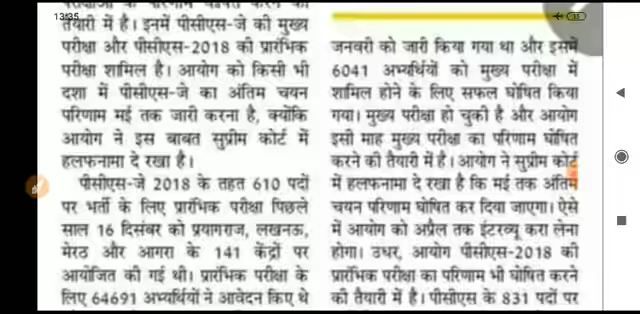 13:35
33
तैयारी में है। इनमें पीसीएस-जे की मुख्य
परीक्षा और पीसीएस-2018 की प्रारंभिक
परीक्षा शामिल है। आयोग को किसी भी
दशा में पीसीएस-जे का अंतिम चयन
परिणाम मई तक जारी करना है, क्योंकि
आयोग ने इस बाबत सुप्रीम कोर्ट में
हलफनामा दे रखा है।
पीसीएस-जे 2018 के तहत 610 पदों
पर भर्ती के लिए प्रारंभिक परीक्षा पिछले
साल 16 दिसंबर को प्रयागराज, लखनऊ,
मेरठ और आगरा के 141 केंद्रों पर
आयोजित की गई थी। प्रारंभिक परीक्षा के
लिए 64691 अभ्यर्थियों ने आवेदन किए थे
जनवरी को जारी किया गया था और इसमें
6041 अभ्यर्थियों को मुख्य परीक्षा में
शामिल होने के लिए सफल घोषित किया
गया। मुख्य परीक्षा हो चुकी है और आयोग
इसी माह मुख्य परीक्षा का परिणाम घोषित
करने की तैयारी में है। आयोग ने सुप्रीम कोर्ट
में हलफनामा दे रखा है कि मई तक अंतिम
चयन परिणाम घोषित कर दिया जाएगा। ऐसे
में आयोग को अप्रैल तक इंटरव्यू करा लेना
होगा। उधर, आयोग पीसीएस-2018 की
प्रारंभिक परीक्षा का परिणाम भी घोषित करने
की तैयारी में है। पीसीएस के 831 पदों पर